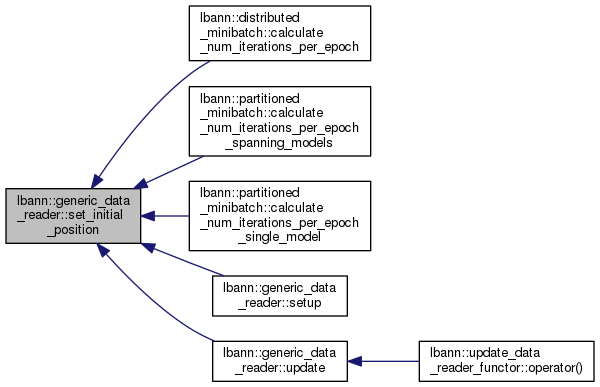 lbann::distributed
_minibatch::calculate
_num_iterations_per_epoch
lbann::partitioned
_minibatch::calculate
_num_iterations_per_epoch
_spanning_models
lbann::generic_data
_reader::set_initial
_position
lbann::partitioned
_minibatch::calculate
_num_iterations_per_epoch
_single_model
lbann::generic_data
_reader::setup
lbann::generic_data
_reader::update
lbann::update_data
_reader_functor::operator()